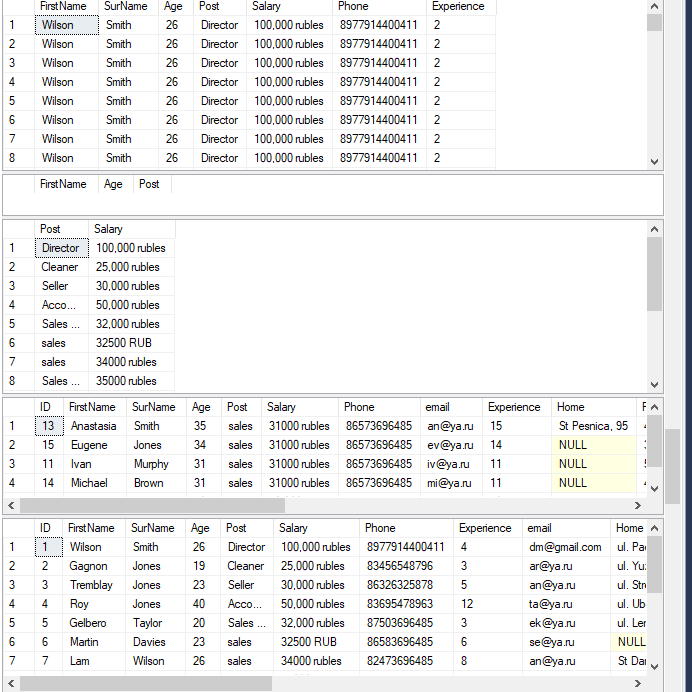 FirstName SurName Age Post Salary Phone Experience
1 Wilson Smith 26 Director 100,000 rubles 8977914400411 2
2 Wilson Smith 26 Director 100,000 rubles 8977914400411 2
3 Wilson Smith 26 Director 100,000 rubles 8977914400411 2
4 Wilson Smith 26 Director 100,000 rubles 8977914400411 2
5 Wilson Smith 26 Director 100,000 rubles 8977914400411 2
6 Wilson Smith 26 Director 100,000 rubles 8977914400411 2
7 Wilson Smith 26 Director 100,000 rubles 8977914400411 2
8 Wilson Smith 26 Director 100,000 rubles 8977914400411 2
FirstName Age Post
Post Salary
1 Director 100,000 rubles
2 Cleaner 25,000 rubles
3 Seller 30,000 rubles
4 Acco... 50,000 rubles
5 Sales ... 32,000 rubles
6 sales 32500 RUB
7 sales 34000 rubles
8 Sales ... 35000 rubles
ID FirstName SurName Age Post Salary Phone email Experience Home
1 13 Anastasia Smith 35 sales 31000 rubles 86573696485 an@ya.ru 15 St Pesnica, 95
2 15 Eugene Jones 34 sales 31000 rubles 86573696485 ev@ya.ru 14 NULL
3 11 Ivan Murphy 31 sales 31000 rubles 86573696485 iv@ya.ru 11 NULL
4 14 Michael Brown 31 sales 31000 rubles 86573696485 mi@ya.ru 11 NULL
ID FirstName SurName Age Post Salary Phone Experience email Home
1 1 Wilson Smith 26 Director 100,000 rubles 8977914400411 4 dm@gmail.com ul. Pa
2 2 Gagnon Jones 19 Cleaner 25,000 rubles 83456548796 3 ar@ya.ru ul. Yu
3 3 Tremblay Jones 23 Seller 30,000 rubles 86326325878 5 an@ya.ru ul. Str
4 4 Roy Jones 40 Acco... 50,000 rubles 83695478963 12 ta@ya.ru ul. Ub
5 5 Gelbero Taylor 20 Sales ... 32,000 rubles 87503696485 3 ek@ya.ru ul. Ler
6 6 Martin Davies 23 sales 32500 RUB 86583696485 6 se@ya.ru NULL
7 7 Lam Wilson 26 sales 34000 rubles 82473696485 8 an@ya.ru St Da